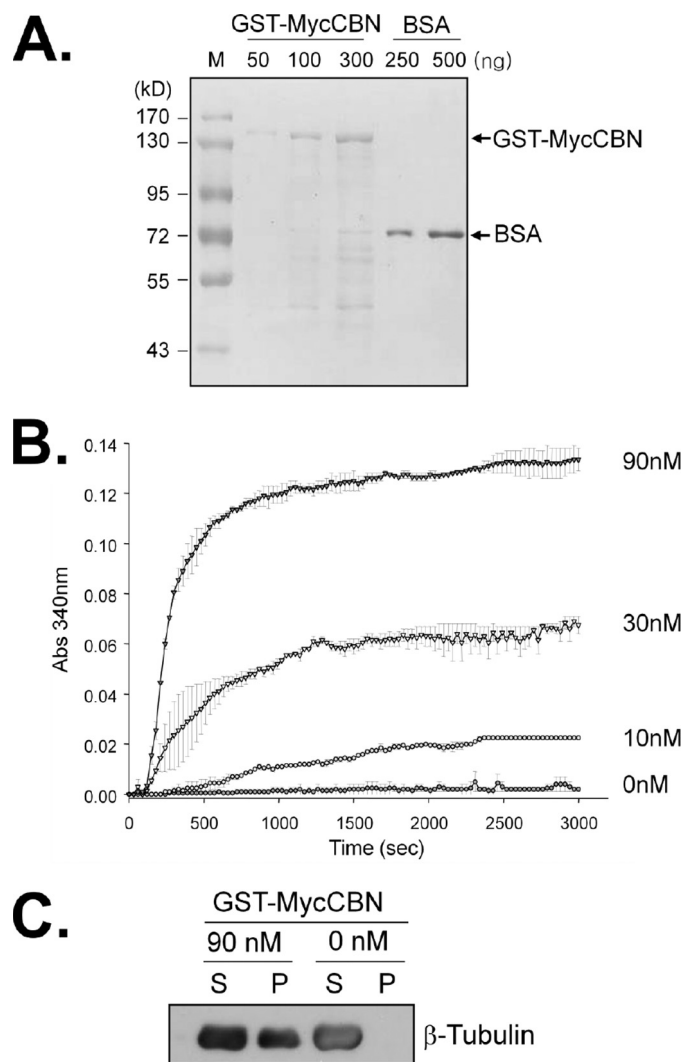 A.
GST-MycCBN BSA
M 50 100 300 250 500 (ng)
(kD)
170
130
95
72
55
43
GST-MycCBN
BSA
B.
0.14
0.12
0.10
0.08
0.06
0.04
0.02
0.00
Abs 340nm
0 500 1000 1500 2000 2500 3000
Time (sec)
90nM
30nM
10nM
0nM
C.
GST-MycCBN
90 nM 0 nM
S P S P
β-Tubulin